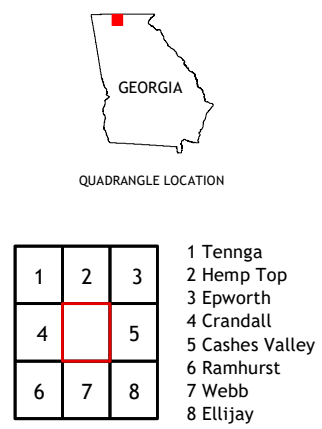 GEORGIA
QUADRANGLE LOCATION
1 2 3
4 5
6 7 8
1 Tennga
2 Hemp Top
3 Epworth
4 Crandall
5 Cashes Valley
6 Ramhurst
7 Webb
8 Ellijay